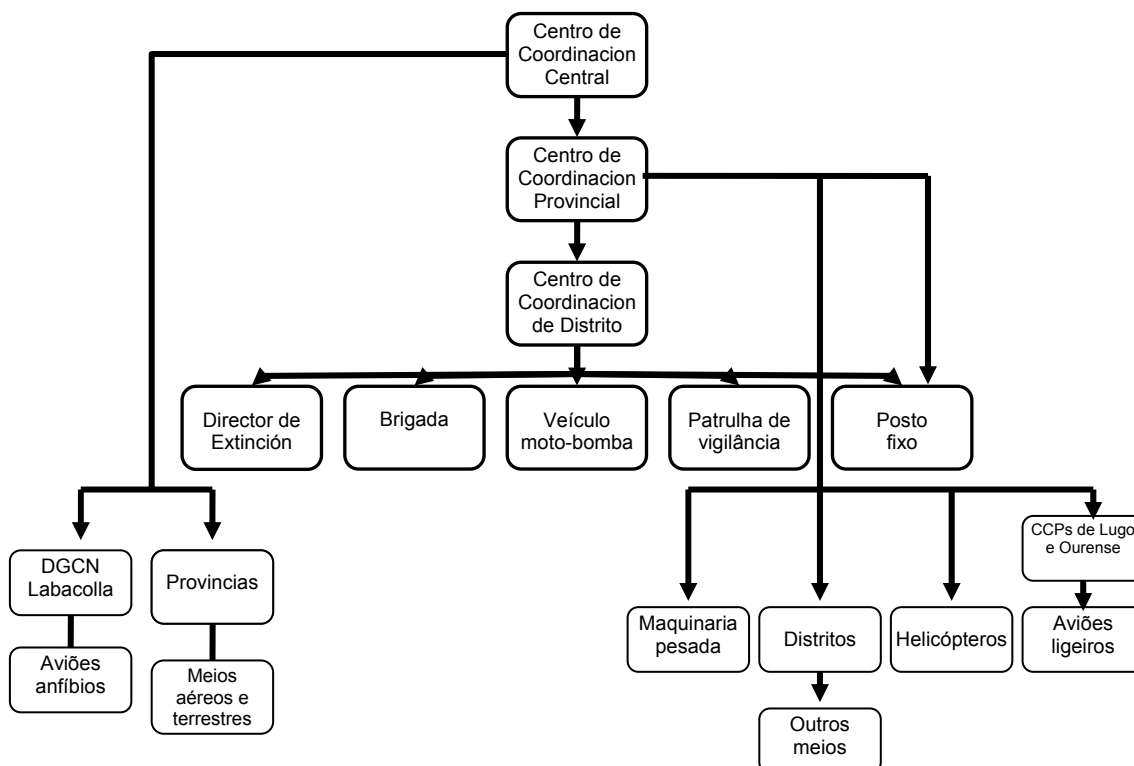 Centro de
Coordinacion
Central
Centro de
Coordinacion
Provincial
Centro de
Coordinacion
de Distrito
Director de
Extinción
Brigada
Veículo
moto-bomba
Patrulha de
vigilância
Posto
fixo
DGCN
Labacolla
Provincias
CCPs de Lugo
e Ourense
Maquinaria
pesada
Distritos
Helicópteros
Aviões
ligeiros
Aviões
anfíbios
Meios
aéreos e
terrestres
Outros
meios